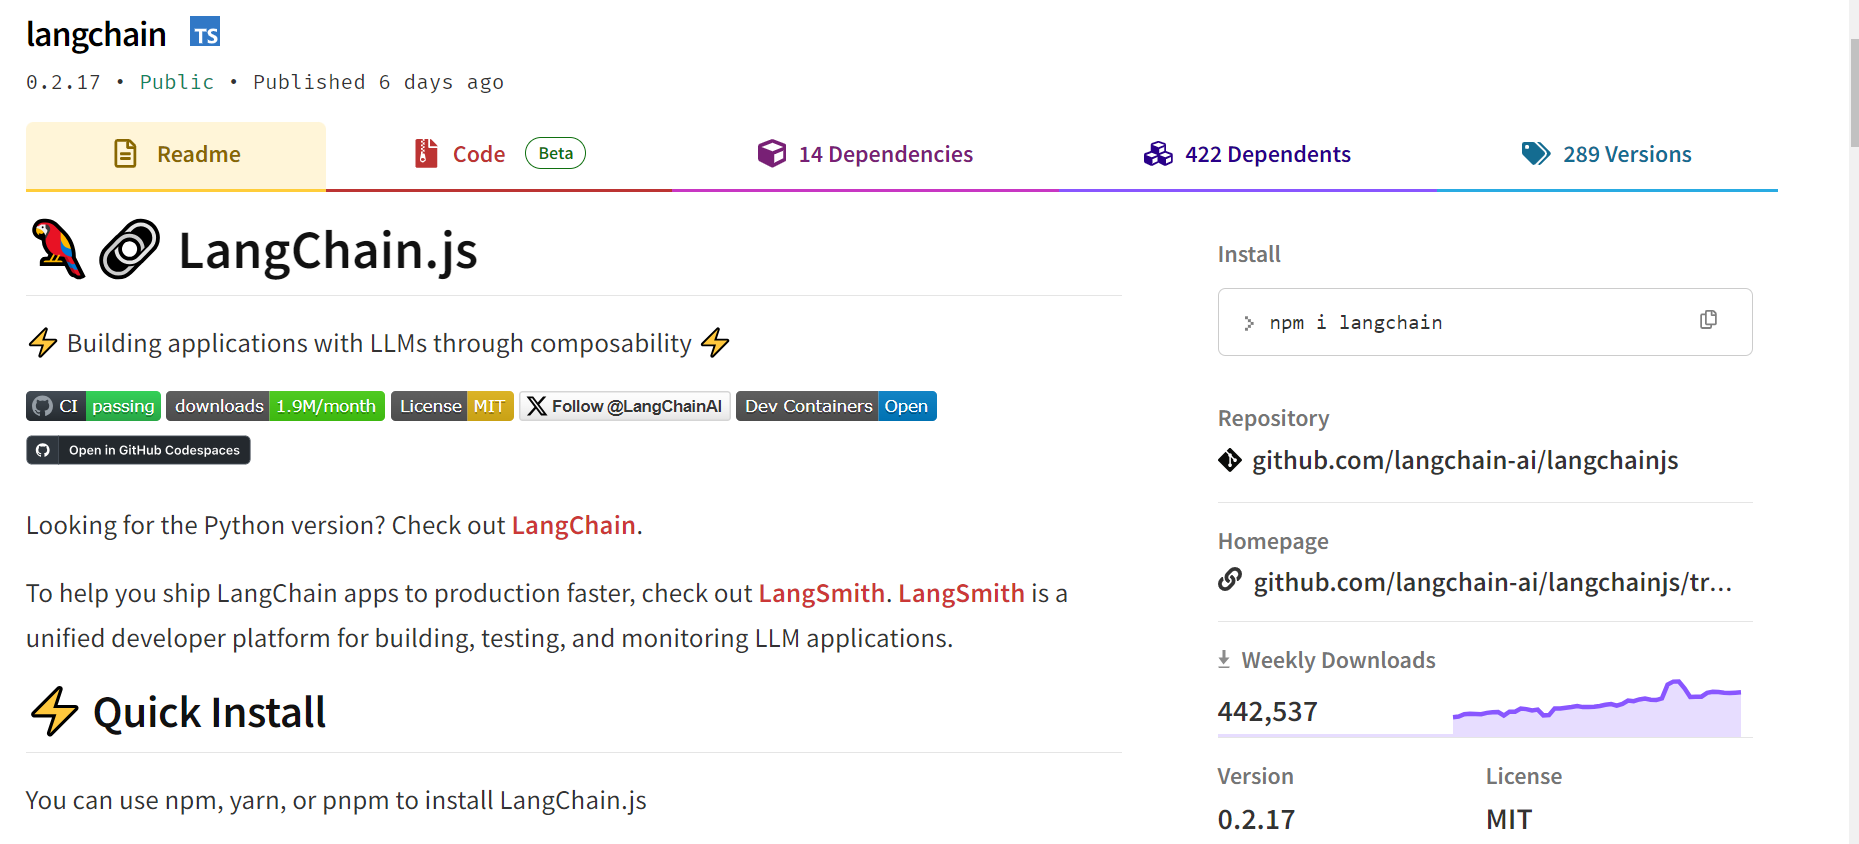 langchain TS
0.2.17 • Public • Published 6 days ago
Readme
Code Beta
14 Dependencies
422 Dependents
289 Versions
LangChain.js
⚡ Building applications with LLMs through composability ⚡
CI passing downloads 1.9M/month License MIT Follow @LangChainAI Dev Containers Open
Open in GitHub Codespaces
Looking for the Python version? Check out LangChain.
To help you ship LangChain apps to production faster, check out LangSmith. LangSmith is a
unified developer platform for building, testing, and monitoring LLM applications.
⚡ Quick Install
You can use npm, yarn, or pnpm to install LangChain.js
Install
> npm i langchain
Repository
github.com/langchain-ai/langchainjs
Homepage
github.com/langchain-ai/langchainjs/tr...
Weekly Downloads
442,537
Version
0.2.17
License
MIT